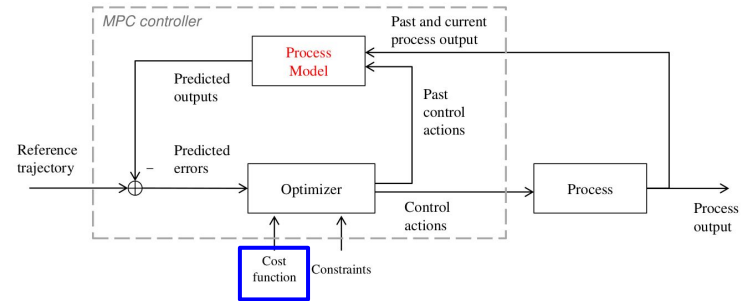 MPC controller
Past and current
process output
Process
Model
Predicted
outputs
Past
control
actions
Reference
trajectory
−
Predicted
errors
Optimizer
Process
Control
actions
Process
output
Cost
function
Constraints